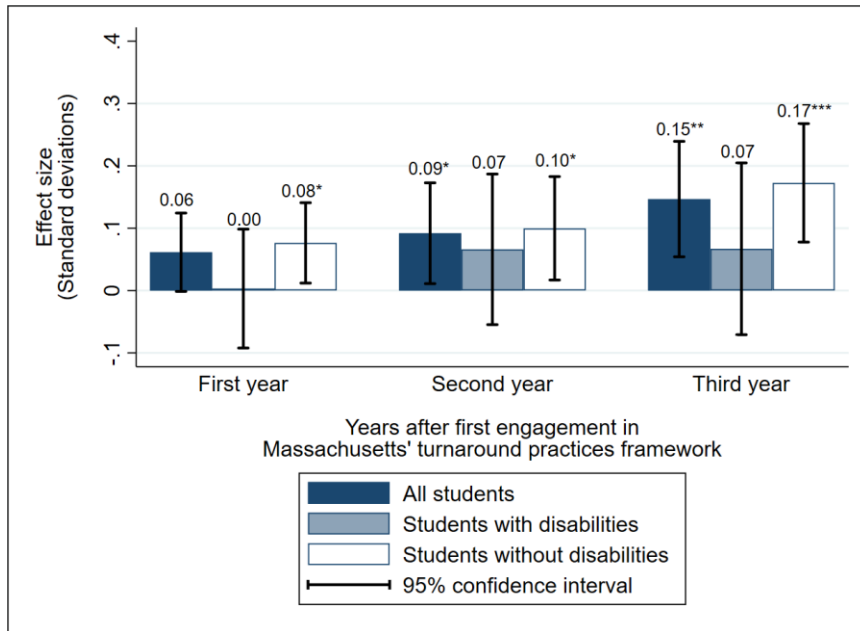 .4
.3
.2
.1
0
-.1
Effect size
(Standard deviations)
0.06
0.00
0.08*
0.09*
0.07
0.10*
0.15**
0.07
0.17***
First year
Second year
Third year
Years after first engagement in
Massachusetts' turnaround practices framework
All students
Students with disabilities
Students without disabilities
95% confidence interval